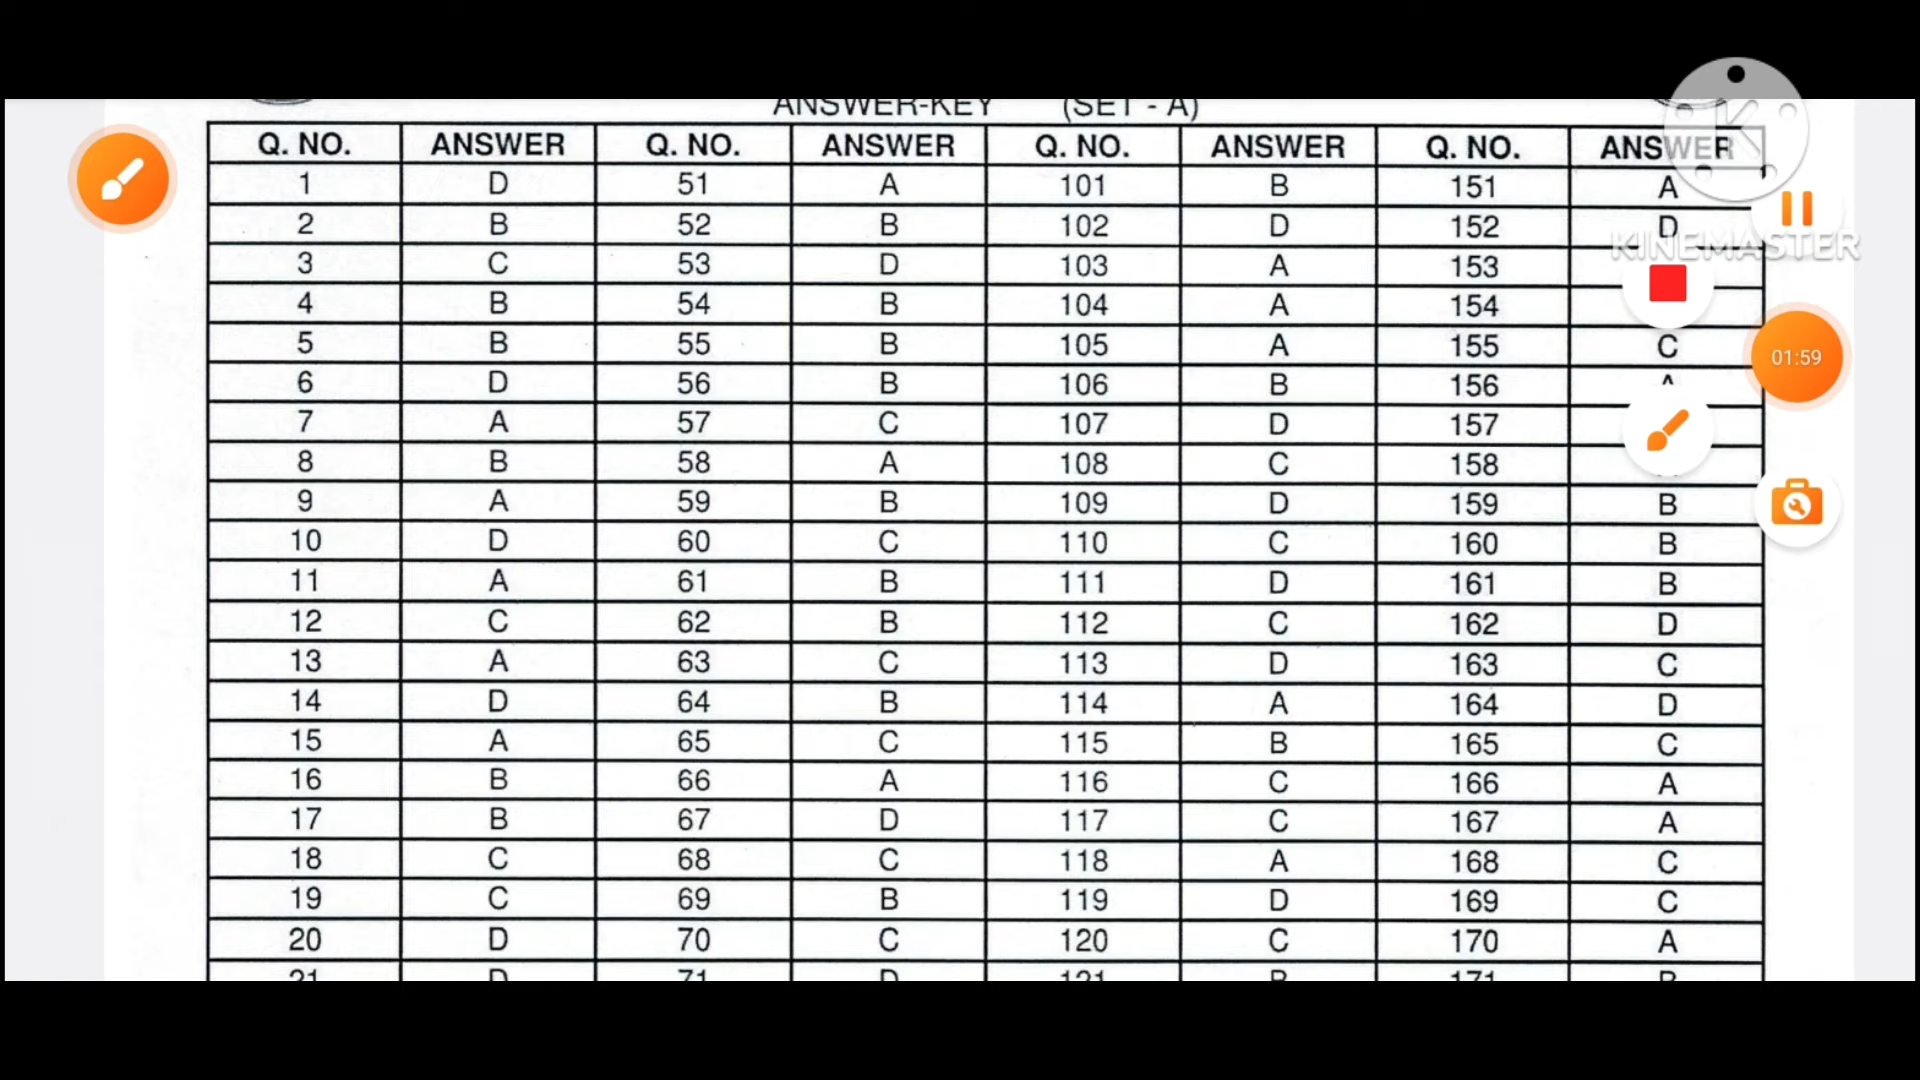 ANSWER-KEY (SET - A)
Q. NO. ANSWER Q. NO. ANSWER Q. NO. ANSWER Q. NO. ANSWER
1 D 51 A 101 B 151 A
2 B 52 B 102 D 152 D
KINEMASTER
3 C 53 D 103 A 153
4 B 54 B 104 A 154
5 B 55 B 105 A 155 C
01:59
6 D 56 B 106 B 156
7 A 57 C 107 D 157
8 B 58 A 108 C 158
9 A 59 B 109 D 159 B
10 D 60 C 110 C 160 B
11 A 61 B 111 D 161 B
12 C 62 B 112 C 162 D
13 A 63 C 113 D 163 C
14 D 64 B 114 A 164 D
15 A 65 C 115 B 165 C
16 B 66 A 116 C 166 A
17 B 67 D 117 C 167 A
18 C 68 C 118 A 168 C
19 C 69 B 119 D 169 C
20 D 70 C 120 C 170 A
21 71 121 171